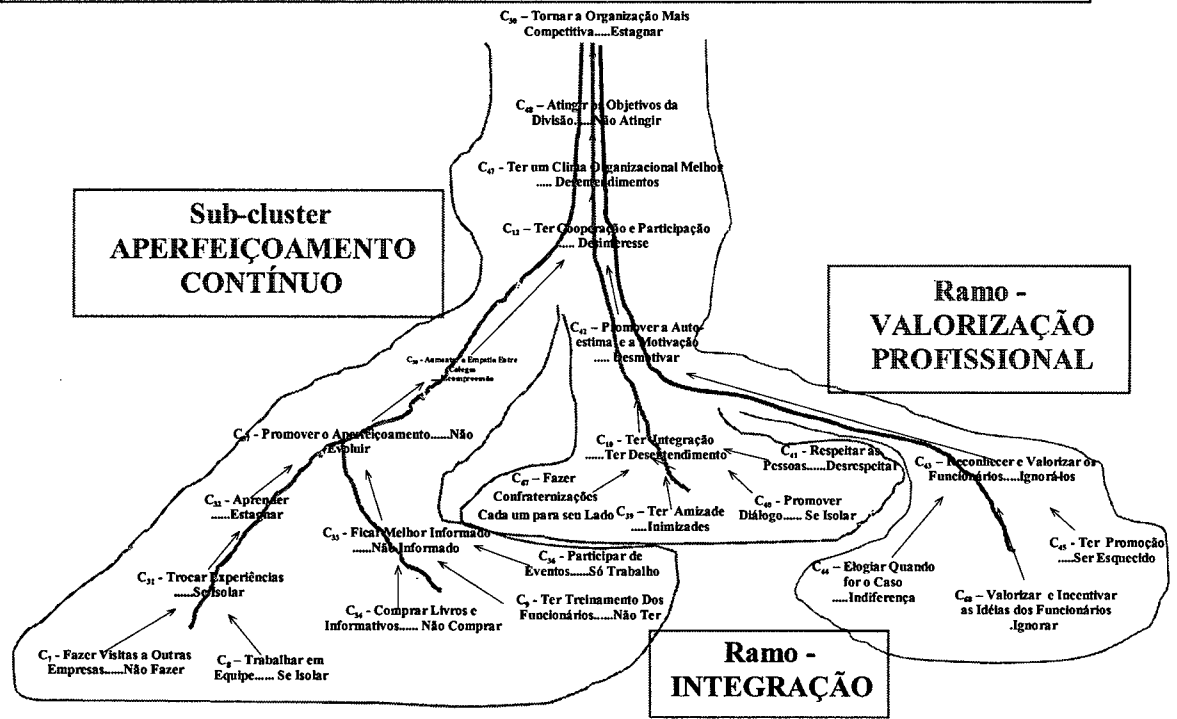 C₅₀ – Tornar a Organização Mais
Competitiva.....Estagnar
C₄₈ – Atingir os Objetivos da
Divisão.....Não Atingir
C₄₇ - Ter um Clima Organizacional Melhor
..... Desentendimentos
Sub-cluster
APERFEIÇOAMENTO
CONTÍNUO
C₁₂ – Ter Cooperação e Participação
..... Desinteresse
Ramo -
VALORIZAÇÃO
PROFISSIONAL
C₄₂ – Promover a Auto-
estima e a Motivação
..... Desmotivar
Aumentar a Empatia Entre
Colegas
Incompreensão
- Promover o Aperfeiçoamento......Não
Evoluir
C₁₀ - Ter Integração
......Ter Desentendimento
C₄₁ - Respeitar às
Pessoas......Desrespeitar
C₄₃ – Reconhecer e Valorizar os
Funcionários.....Ignorá-los
C₆₇ – Fazer
Confraternizações
Cada um para seu Lado
C₃₉ - Ter Amizade
..... Inimizades
C₄₀ - Promover
Diálogo...... Se Isolar
C₃₂ - Aprender
......Estagnar
C₃₃ - Ficar Melhor Informado
......Não Informado
C₃₆ - Participar de
Eventos......Só Trabalho
C₄₅ - Ter Promoção
....Ser Esquecido
C₃₁ - Trocar Experiências
......Se Isolar
C₃₄ - Comprar Livros e
Informativos...... Não Comprar
C₉ - Ter Treinamento Dos
Funcionários......Não Ter
C₄₄ – Elogiar Quando
for o Caso
.....Indiferença
C₆₈ – Valorizar e Incentivar
as Idéias dos Funcionários
.Ignorar
C₇ - Fazer Visitas a Outras
Empresas......Não Fazer
C₈ – Trabalhar em
Equipe...... Se Isolar
Ramo -
INTEGRAÇÃO